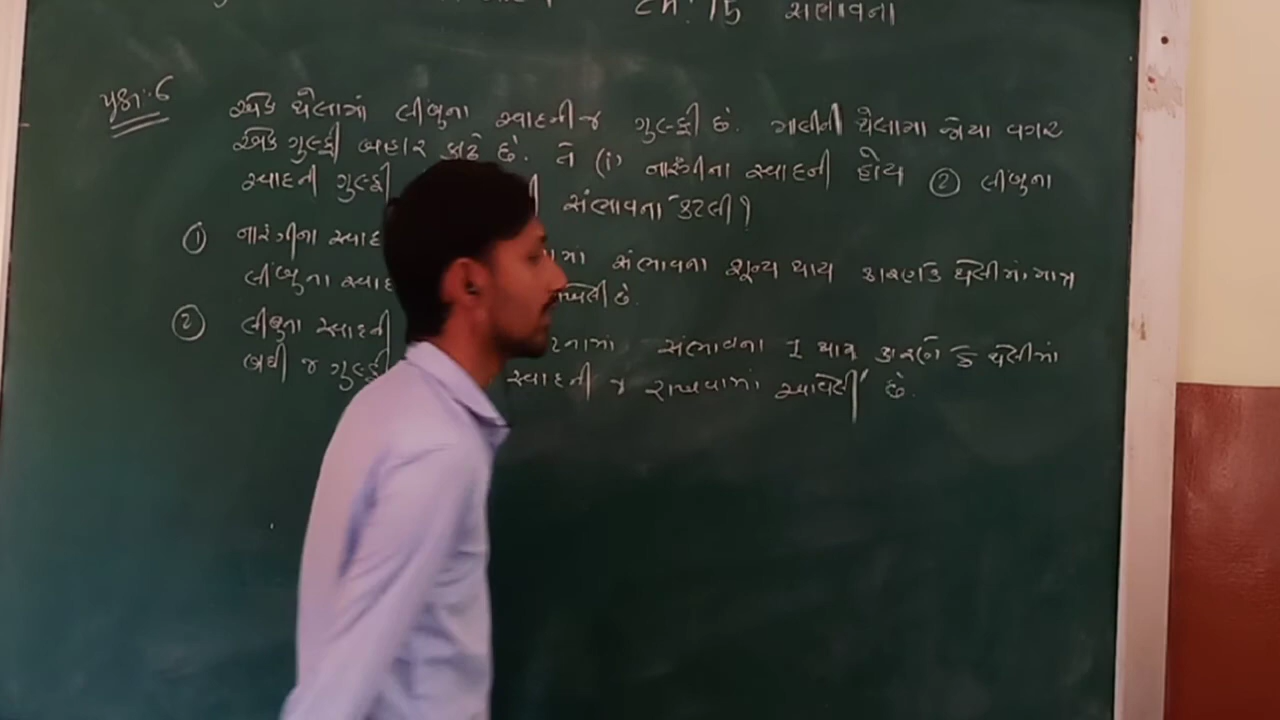 Ch: 15 સંભાવના
પ્રશ્ન:-6 એક થેલામાં લીંબુના સ્વાદની જ ગુલ્ફી છે. માલીની થેલામા જોયા વગર
એક ગુલ્ફી બહાર કાઢે છે. તે (i) નારંગીના સ્વાદની હોય ② લીંબુના
સ્વાદની ગુલ્ફી સંભાવના કેટલી?
① નારંગીના સ્વાદ સંભાવના શૂન્ય થાય કારણકે થેલીમાં માત્ર
લીંબુના સ્વાદ છે.
② લીંબુના સ્વાદની સંભાવના 1 થાય કારણ કે થેલીમાં
બધી જ ગુલ્ફી સ્વાદની જ રાખવામાં આવેલી છે.